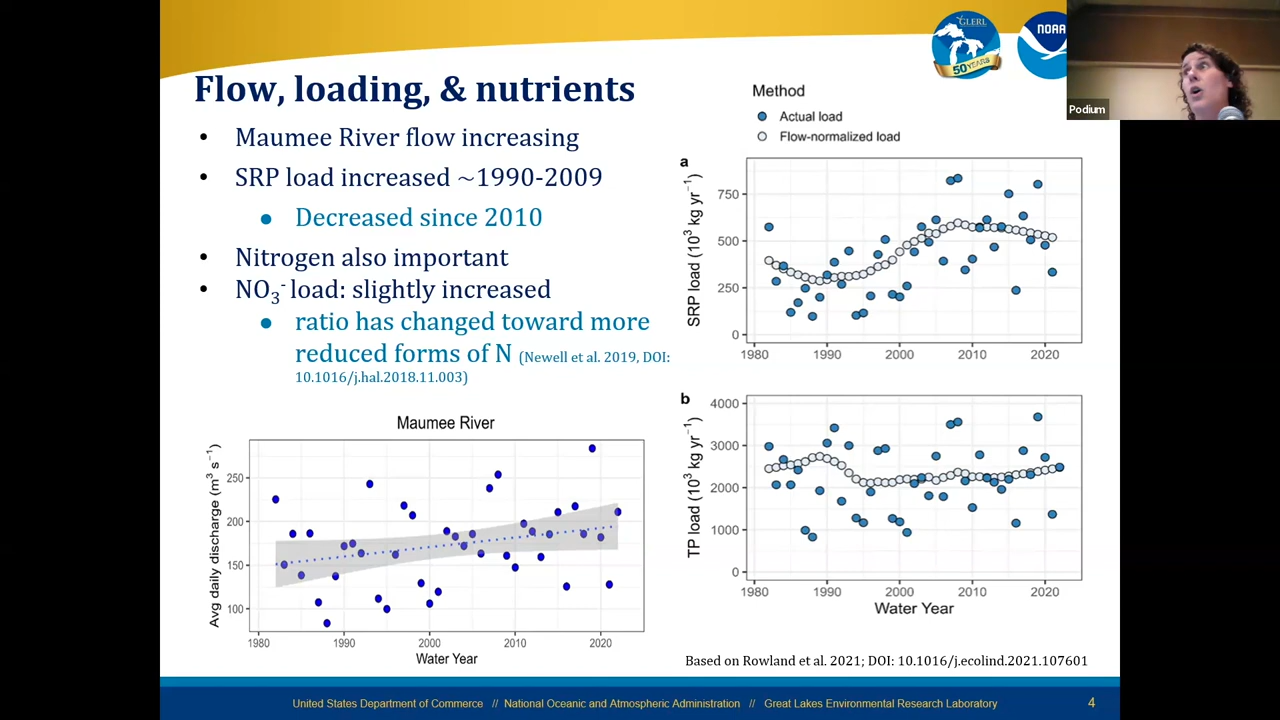 GLERL
50 YEARS
NOAA
Podium
Flow, loading, & nutrients
• Maumee River flow increasing
• SRP load increased ~1990-2009
• Decreased since 2010
• Nitrogen also important
• NO3- load: slightly increased
• ratio has changed toward more
reduced forms of N (Newell et al. 2019, DOI:
10.1016/j.hal.2018.11.003)
Method
Actual load
Flow-normalized load
a
SRP load (10³ kg yr⁻¹)
750
500
250
0
1980 1990 2000 2010 2020
b
TP load (10³ kg yr⁻¹)
4000
3000
2000
1000
0
1980 1990 2000 2010 2020
Water Year
Maumee River
Avg daily discharge (m³ s⁻¹)
250
200
150
100
1980 1990 2000 2010 2020
Water Year
Based on Rowland et al. 2021; DOI: 10.1016/j.ecolind.2021.107601
United States Department of Commerce // National Oceanic and Atmospheric Administration // Great Lakes Environmental Research Laboratory
4